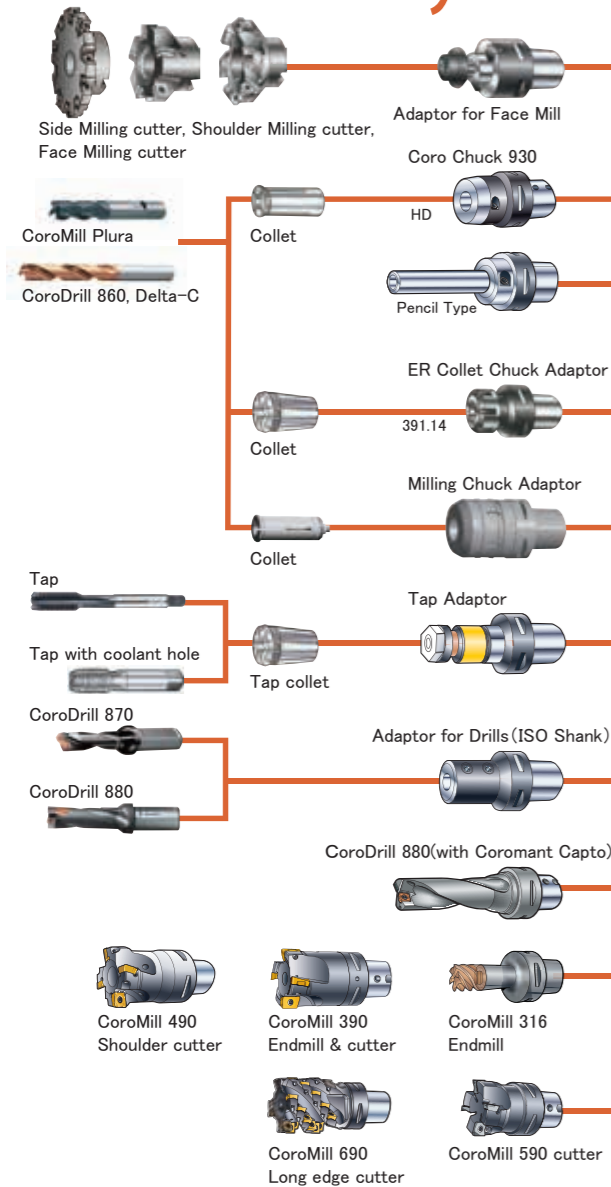 Side Milling cutter, Shoulder Milling cutter,
Face Milling cutter
Adaptor for Face Mill
Coro Chuck 930
HD
CoroMill Plura
Collet
CoroDrill 860, Delta-C
Pencil Type
ER Collet Chuck Adaptor
391.14
Collet
Milling Chuck Adaptor
Collet
Tap
Tap Adaptor
Tap with coolant hole
Tap collet
CoroDrill 870
Adaptor for Drills(ISO Shank)
CoroDrill 880
CoroDrill 880(with Coromant Capto)
CoroMill 490
Shoulder cutter
CoroMill 390
Endmill & cutter
CoroMill 316
Endmill
CoroMill 690
Long edge cutter
CoroMill 590 cutter